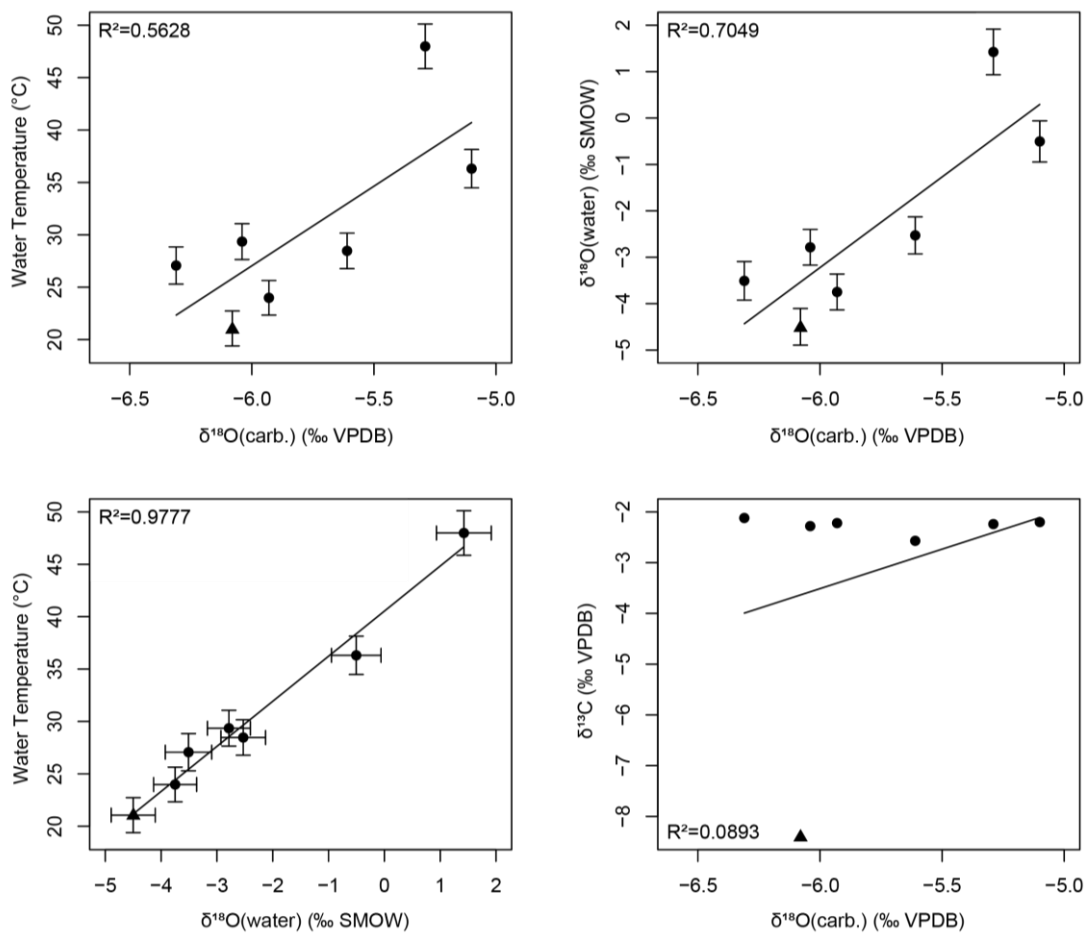 R²=0.5628
Water Temperature (°C)
50
45
40
35
30
25
20
−6.5 −6.0 −5.5 −5.0
δ¹⁸O(carb.) (‰ VPDB)
R²=0.7049
δ¹⁸O(water) (‰ SMOW)
2
1
0
−1
−2
−3
−4
−5
−6.5 −6.0 −5.5 −5.0
δ¹⁸O(carb.) (‰ VPDB)
R²=0.9777
Water Temperature (°C)
50
45
40
35
30
25
20
−5 −4 −3 −2 −1 0 1 2
δ¹⁸O(water) (‰ SMOW)
δ¹³C (‰ VPDB)
−2
−3
−4
−5
−6
−7
−8
R²=0.0893
−6.5 −6.0 −5.5 −5.0
δ¹⁸O(carb.) (‰ VPDB)